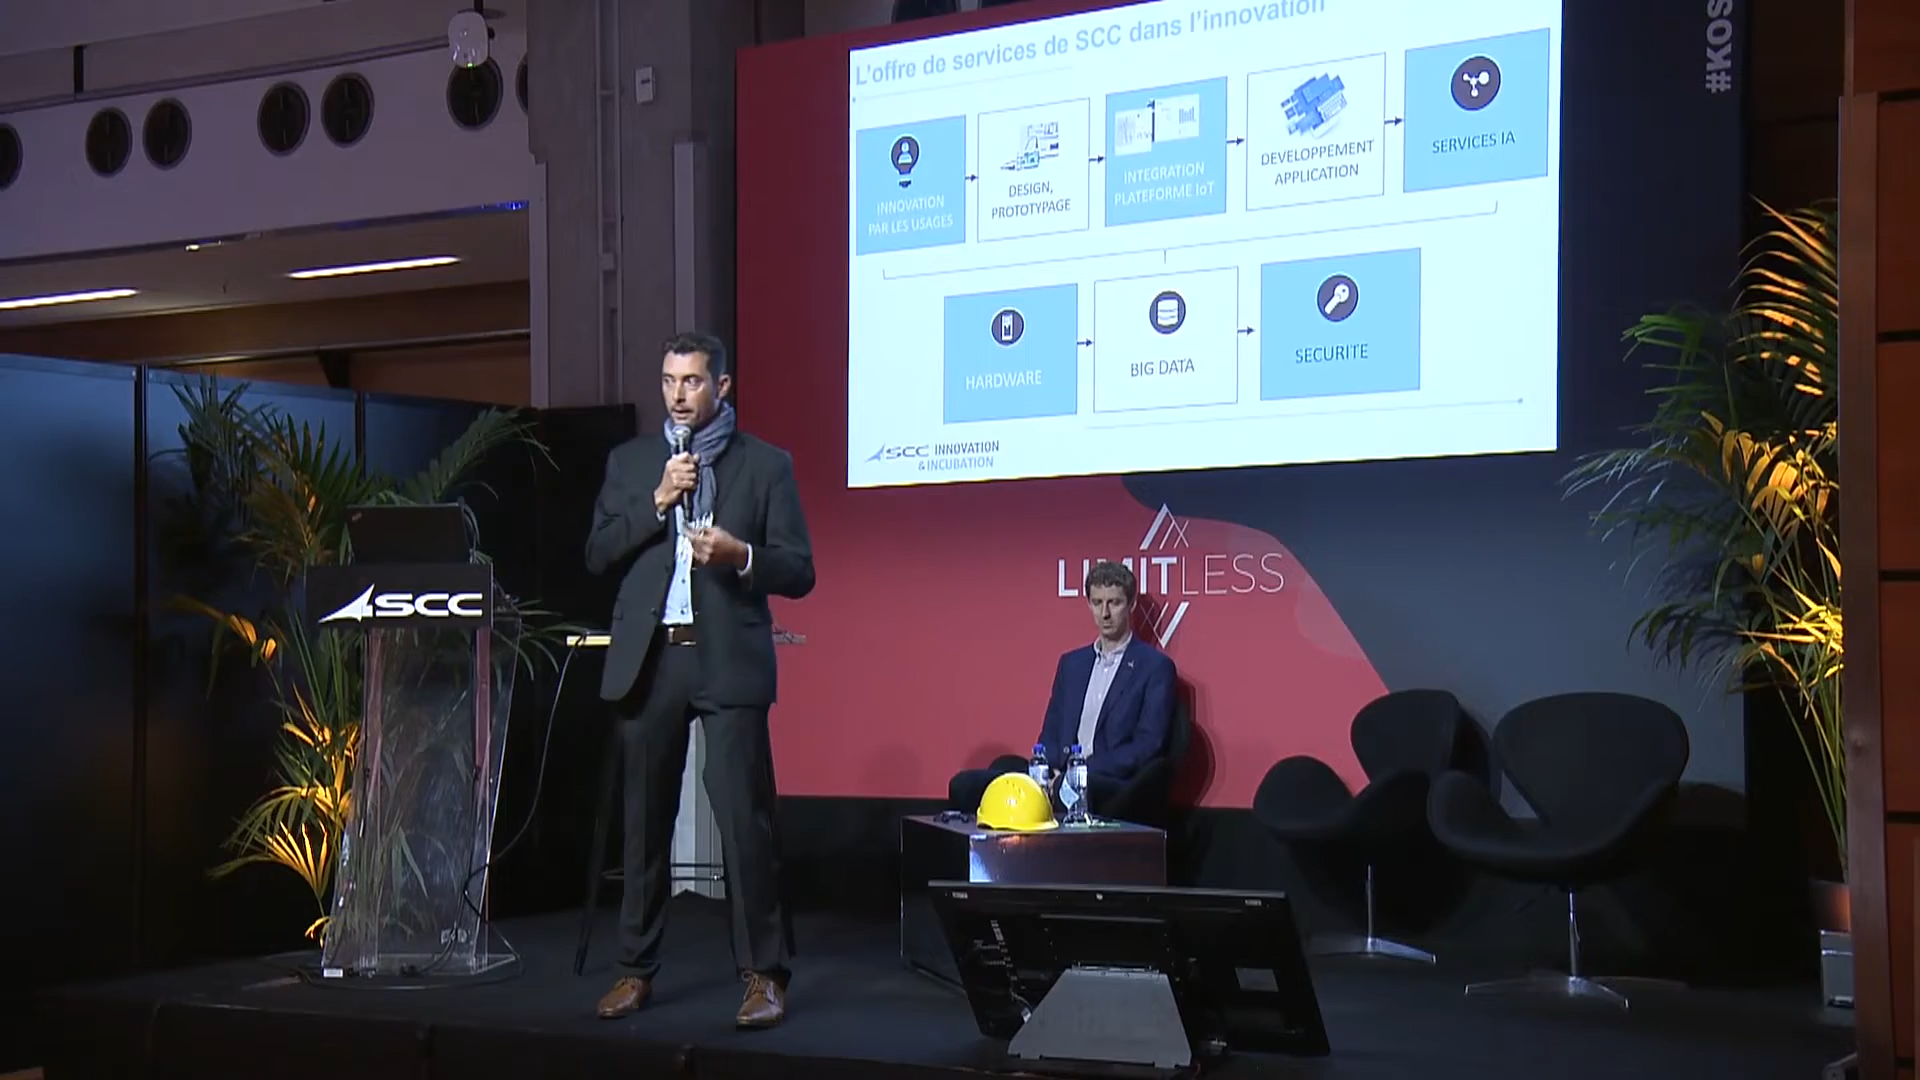 L'offre de services de SCC dans l'innovation
INNOVATION
PAR LES USAGES
DESIGN,
PROTOTYPAGE
INTEGRATION
PLATEFORME IoT
DEVELOPPEMENT
APPLICATION
SERVICES IA
HARDWARE
BIG DATA
SECURITE
SCC INNOVATION
& INCUBATION
#KOS
LIMITLESS
SCC